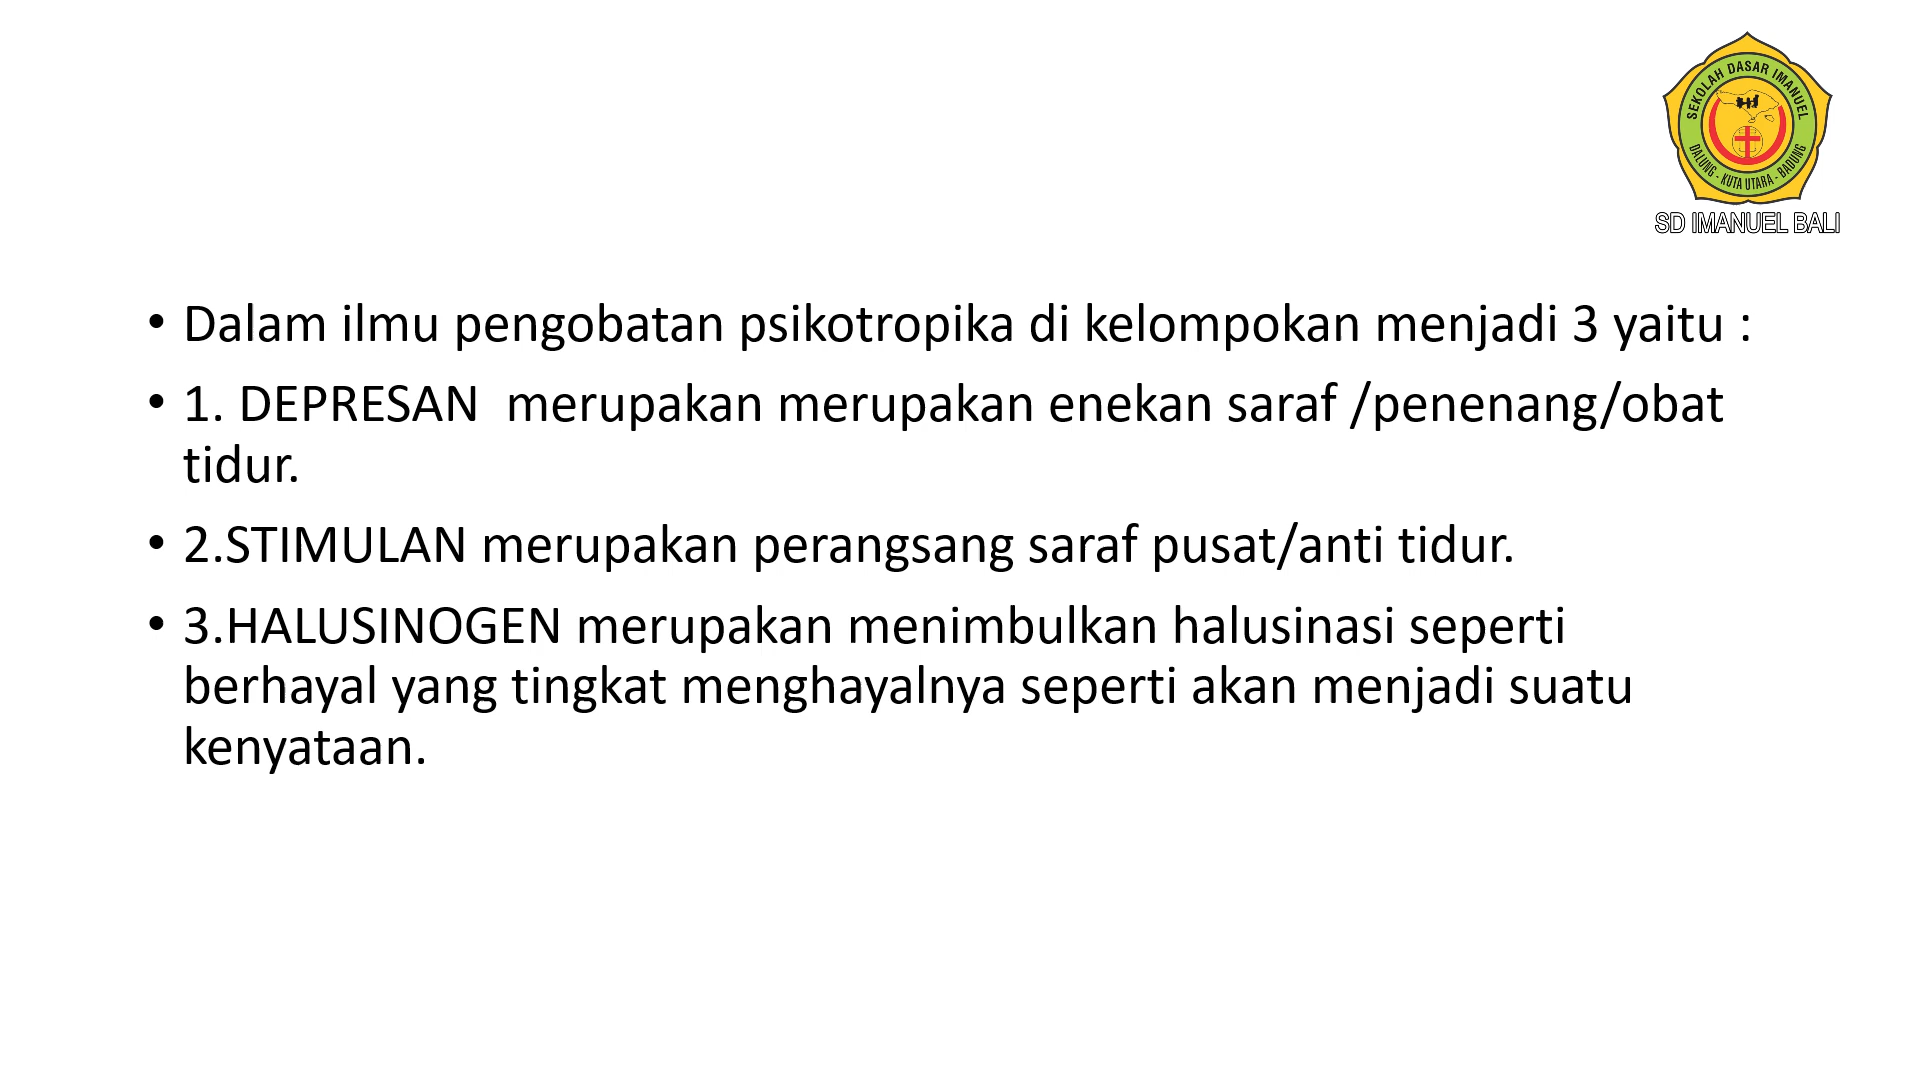 SEKOLAH DASAR IMANUEL
DALUNG - KUTA UTARA - BADUNG
SD IMANUEL BALI
• Dalam ilmu pengobatan psikotropika di kelompokan menjadi 3 yaitu :
• 1. DEPRESAN  merupakan merupakan enekan saraf /penenang/obat
tidur.
• 2.STIMULAN merupakan perangsang saraf pusat/anti tidur.
• 3.HALUSINOGEN merupakan menimbulkan halusinasi seperti
berhayal yang tingkat menghayalnya seperti akan menjadi suatu
kenyataan.